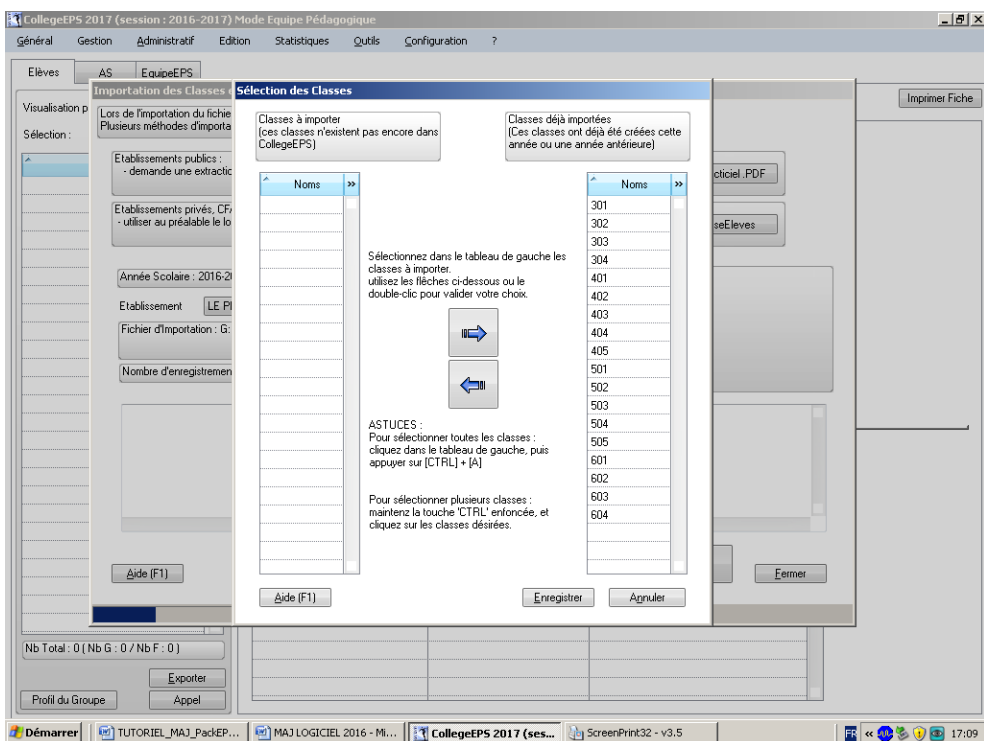 CollegeEPS 2017 (session : 2016-2017) Mode Equipe Pédagogique
Général Gestion Administratif Edition Statistiques Outils Configuration ?
Elèves AS EquipeEPS
Importation des Classes e
Sélection des Classes
Imprimer Fiche
Visualisation p
Sélection :
Lors de l'importation du fichie
Plusieurs méthodes d'importa
Etablissements publics :
- demande une extractic
Etablissements privés, CFA
- utiliser au préalable le lo
Année Scolaire : 2016-20
Etablissement LE PI
Fichier d'Importation : G:
Nombre d'enregistremen
Aide (F1)
Classes à importer
(ces classes n'existent pas encore dans
CollegeEPS)
Classes déjà importées
(Ces classes ont déjà été créées cette
année ou une année antérieure)
Noms »
Sélectionnez dans le tableau de gauche les
classes à importer.
utilisez les flêches ci-dessous ou le
double-clic pour valider votre choix.
ASTUCES :
Pour sélectionner toutes les classes :
cliquez dans le tableau de gauche, puis
appuyer sur [CTRL] + [A]
Pour sélectionner plusieurs classes :
maintenz la touche 'CTRL' enfoncée, et
cliquez sur les classes désirées.
Noms »
301
302
303
304
401
402
403
404
405
501
502
503
504
505
601
602
603
604
Aide (F1) Enregistrer Annuler
cticiel .PDF
seEleves
Fermer
Nb Total : 0 ( Nb G : 0 / Nb F : 0 )
Exporter
Profil du Groupe Appel
Démarrer TUTORIEL_MAJ_PackEP... MAJ LOGICIEL 2016 - Mi... CollegeEPS 2017 (ses... ScreenPrint32 - v3.5 FR « 17:09